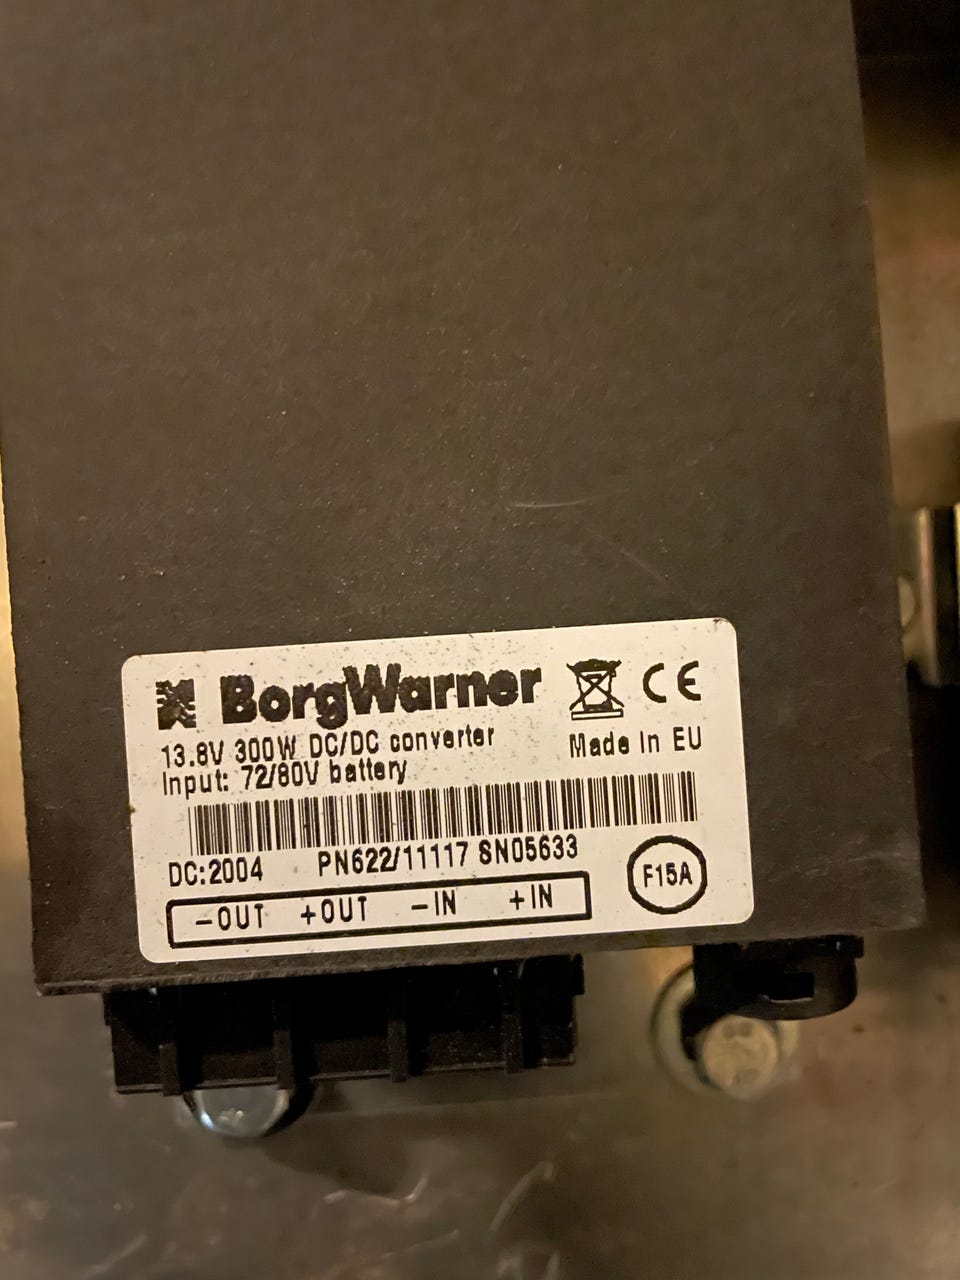 BorgWarner
CE
13.8V 300W DC/DC converter
Made In EU
Input: 72/80V battery
DC:2004 PN622/11117 SN05633
F15A
-OUT +OUT -IN +IN